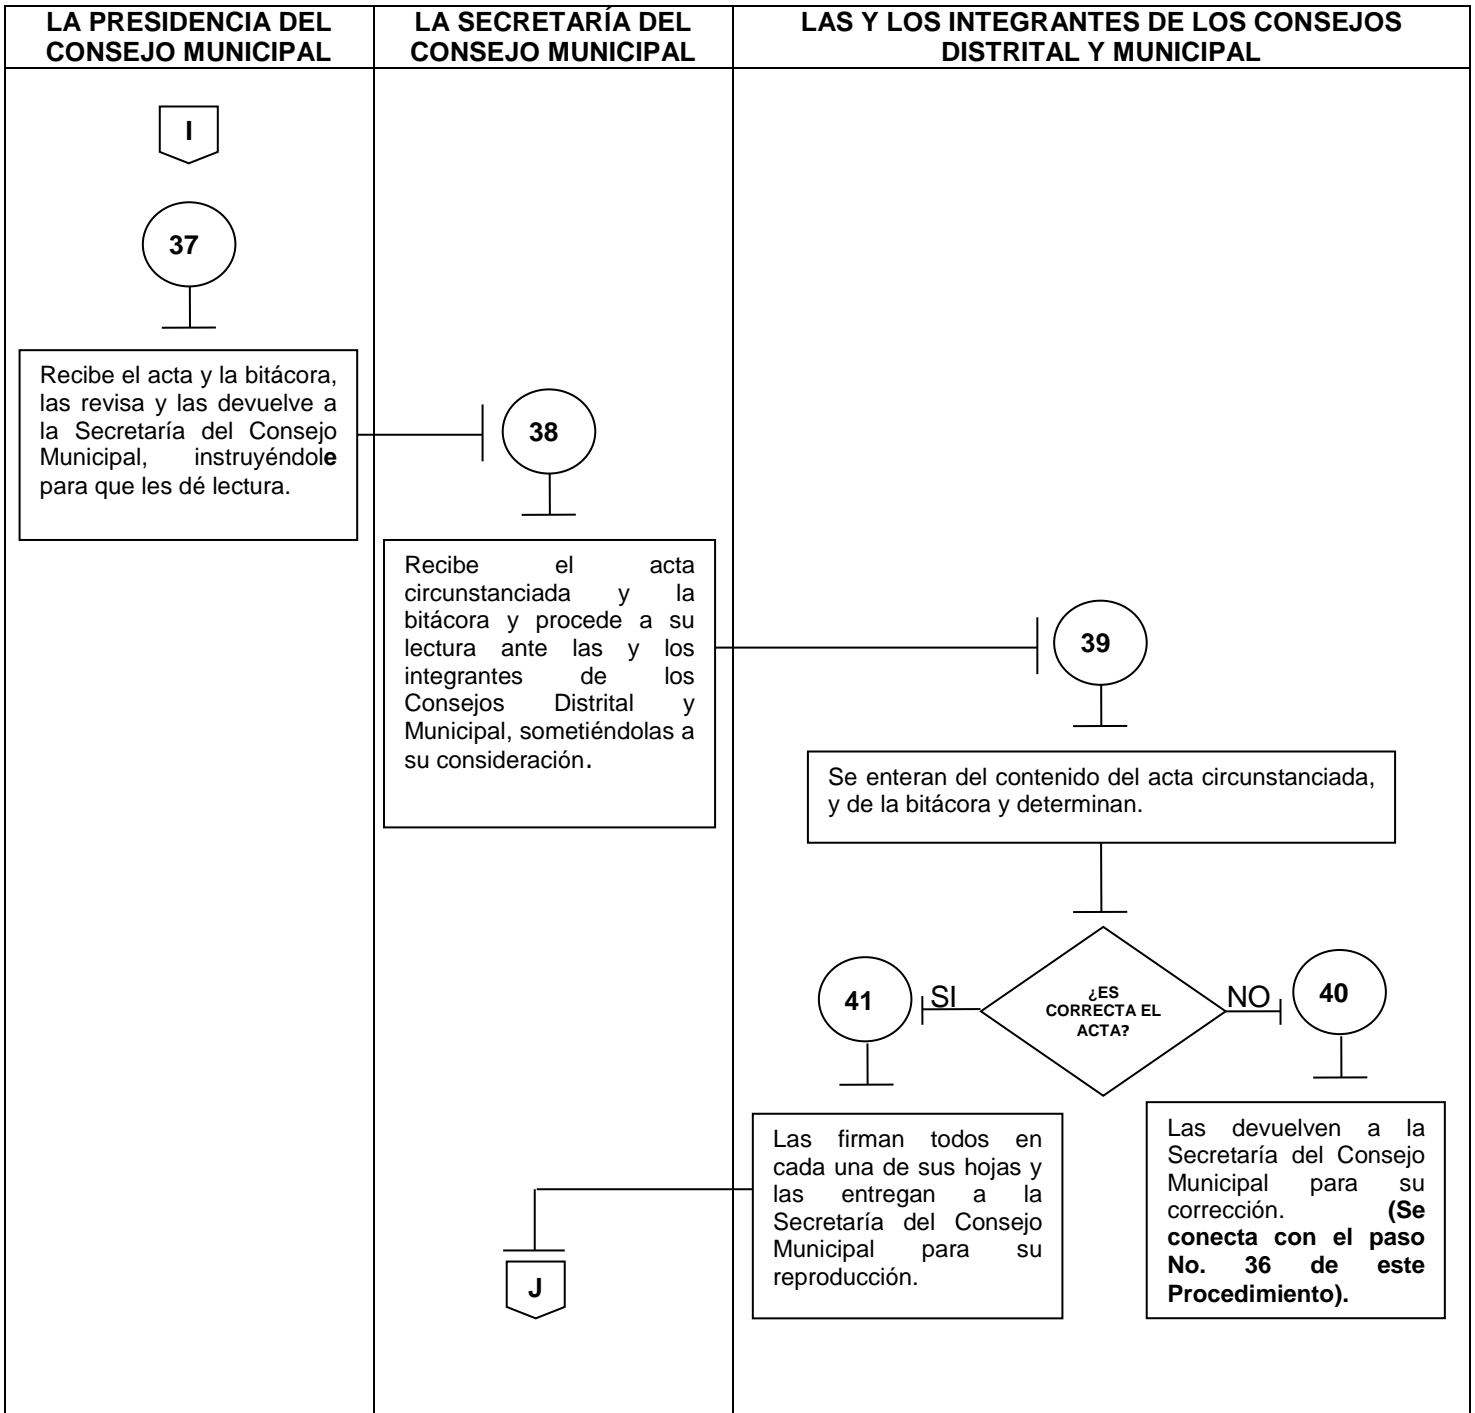 LA PRESIDENCIA DEL
CONSEJO MUNICIPAL
LA SECRETARÍA DEL
CONSEJO MUNICIPAL
LAS Y LOS INTEGRANTES DE LOS CONSEJOS
DISTRITAL Y MUNICIPAL
I
37
Recibe el acta y la bitácora,
las revisa y las devuelve a
la Secretaría del Consejo
Municipal, instruyéndole
para que les dé lectura.
38
Recibe el acta
circunstanciada y la
bitácora y procede a su
lectura ante las y los
integrantes de los
Consejos Distrital y
Municipal, sometiéndolas a
su consideración.
39
Se enteran del contenido del acta circunstanciada,
y de la bitácora y determinan.
¿ES
CORRECTA EL
ACTA?
SI
NO
41
40
Las firman todos en
cada una de sus hojas y
las entregan a la
Secretaría del Consejo
Municipal para su
reproducción.
Las devuelven a la
Secretaría del Consejo
Municipal para su
corrección. (Se
conecta con el paso
No. 36 de este
Procedimiento).
J